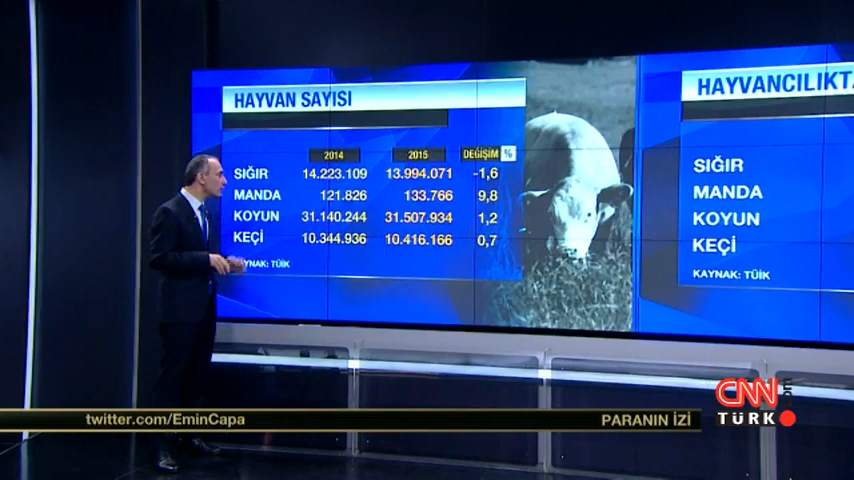 HAYVAN SAYISI
2014 2015 DEĞİŞİM %
SIĞIR 14.223.109 13.994.071 -1,6
MANDA 121.826 133.766 9,8
KOYUN 31.140.244 31.507.934 1,2
KEÇİ 10.344.936 10.416.166 0,7
KAYNAK: TÜİK
HAYVANCILIKT
SIĞIR
MANDA
KOYUN
KEÇİ
KAYNAK: TÜİK
twitter.com/EminCapa
PARANIN İZİ
CNN
TÜRK
.com